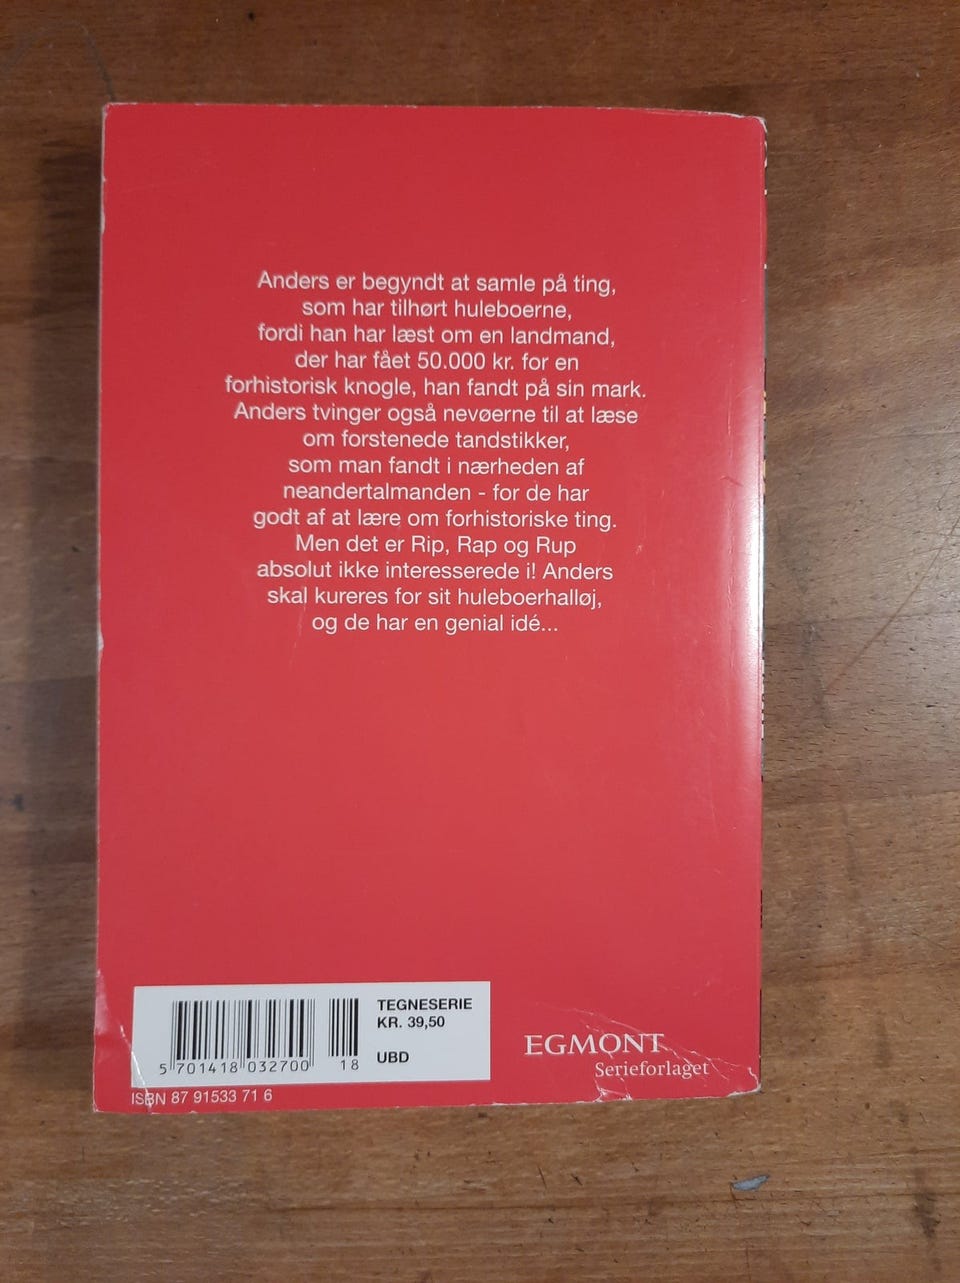 Anders er begyndt at samle på ting,
som har tilhørt huleboerne,
fordi han har læst om en landmand,
der har fået 50.000 kr. for en
forhistorisk knogle, han fandt på sin mark.
Anders tvinger også nevøerne til at læse
om forstenede tandstikker,
som man fandt i nærheden af
neandertalmanden - for de har
godt af at lære om forhistoriske ting.
Men det er Rip, Rap og Rup
absolut ikke interesserede i! Anders
skal kureres for sit huleboerhalløj,
og de har en genial idé...
TEGNESERIE
KR. 39,50
UBD
5 701418 032700 18
ISBN 87 91533 71 6
EGMONT
Serieforlaget